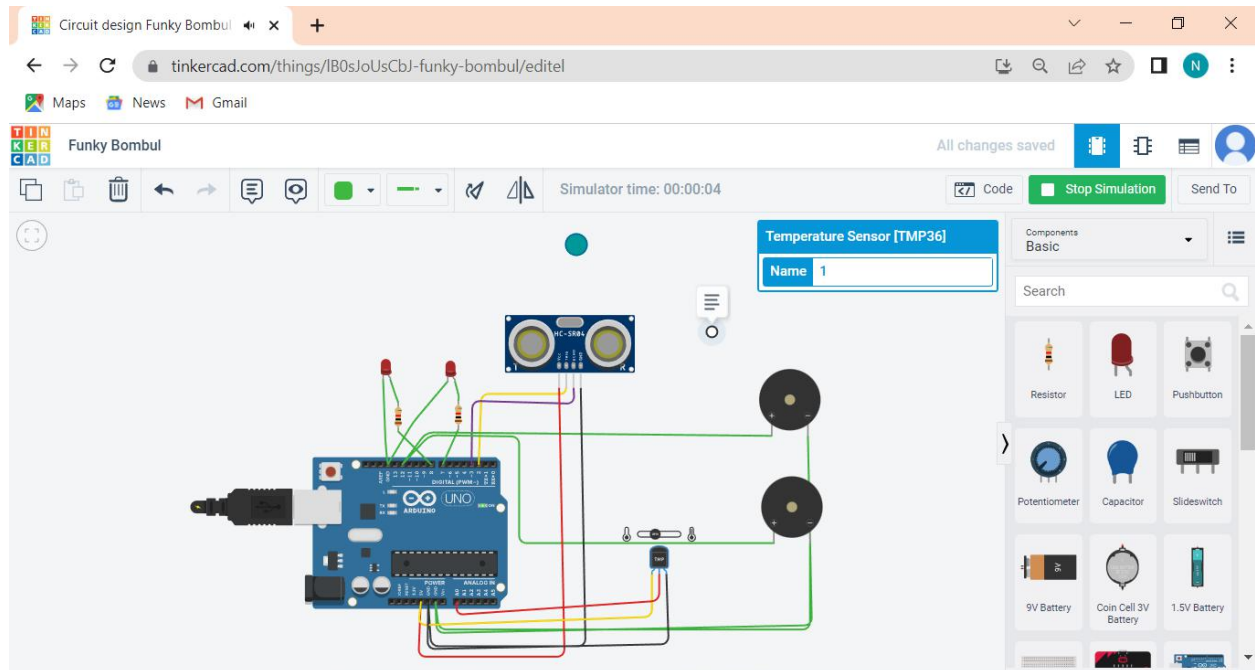 Circuit design Funky Bombul
tinkercad.com/things/lB0sJoUsCbJ-funky-bombul/editel
N
Maps News Gmail
TIN
KER
CAD
Funky Bombul
All changes saved
Simulator time: 00:00:04
Code
Stop Simulation
Send To
Temperature Sensor [TMP36]
Name 1
Components
Basic
Search
HC-SR04
T R
Resistor LED Pushbutton
DIGITAL (PWM~)
UNO
ARDUINO
TMP
POWER ANALOG IN
Potentiometer Capacitor Slideswitch
9V
9V Battery Coin Cell 3V Battery 1.5V Battery